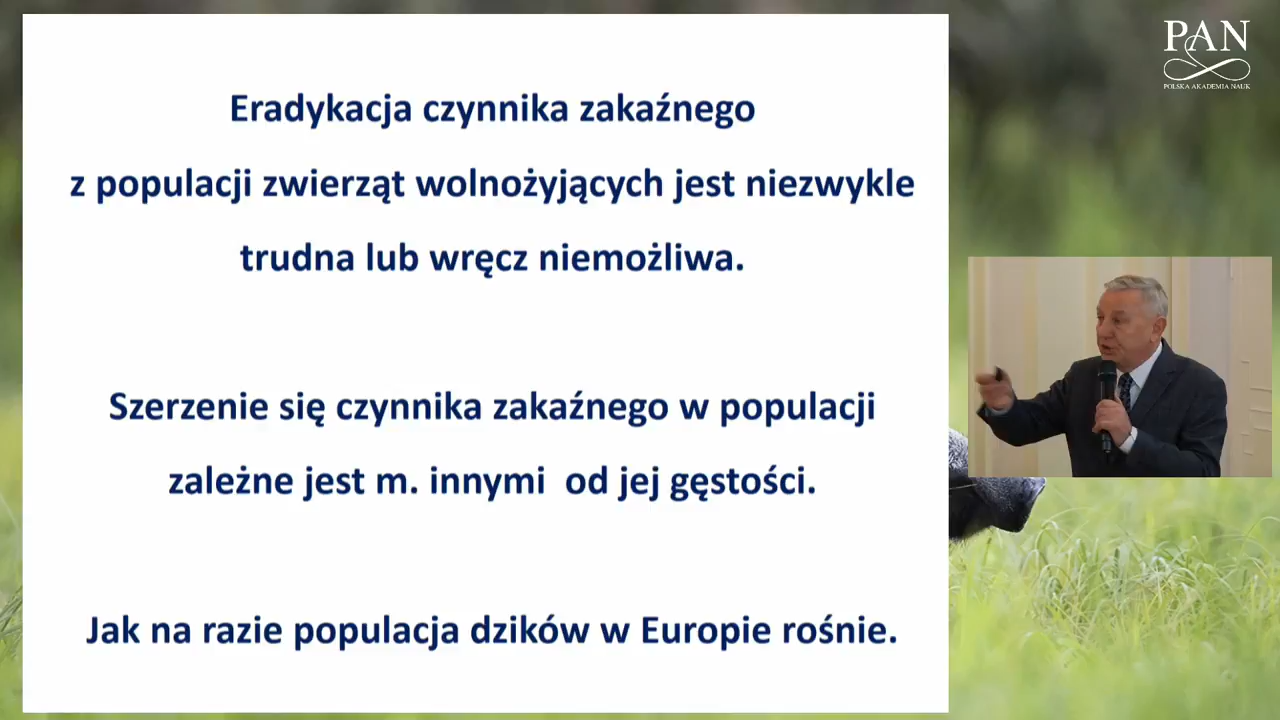 Eradykacja czynnika zakaźnego
z populacji zwierząt wolnożyjących jest niezwykle
trudna lub wręcz niemożliwa.
Szerzenie się czynnika zakaźnego w populacji
zależne jest m. innymi  od jej gęstości.
Jak na razie populacja dzików w Europie rośnie.
PAN
POLSKA AKADEMIA NAUK